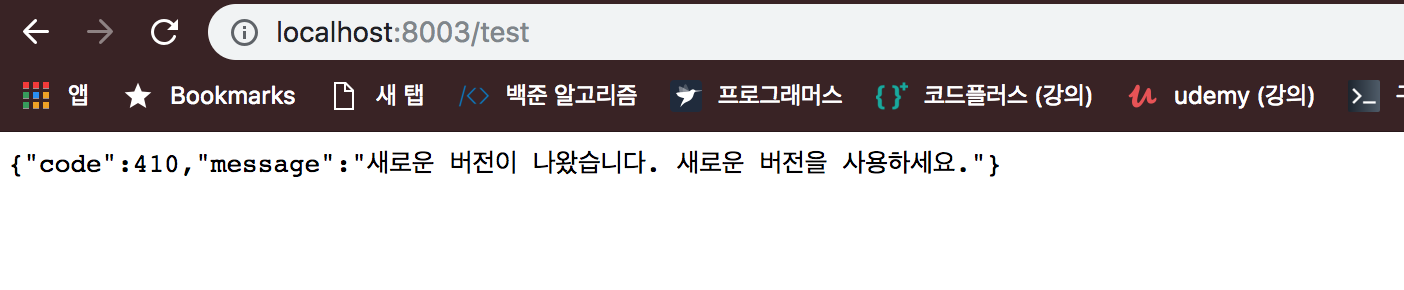 localhost:8003/test
앱 Bookmarks 새 탭 백준 알고리즘 프로그래머스 코드플러스 (강의) udemy (강의)
{"code":410,"message":"새로운 버전이 나왔습니다. 새로운 버전을 사용하세요."}